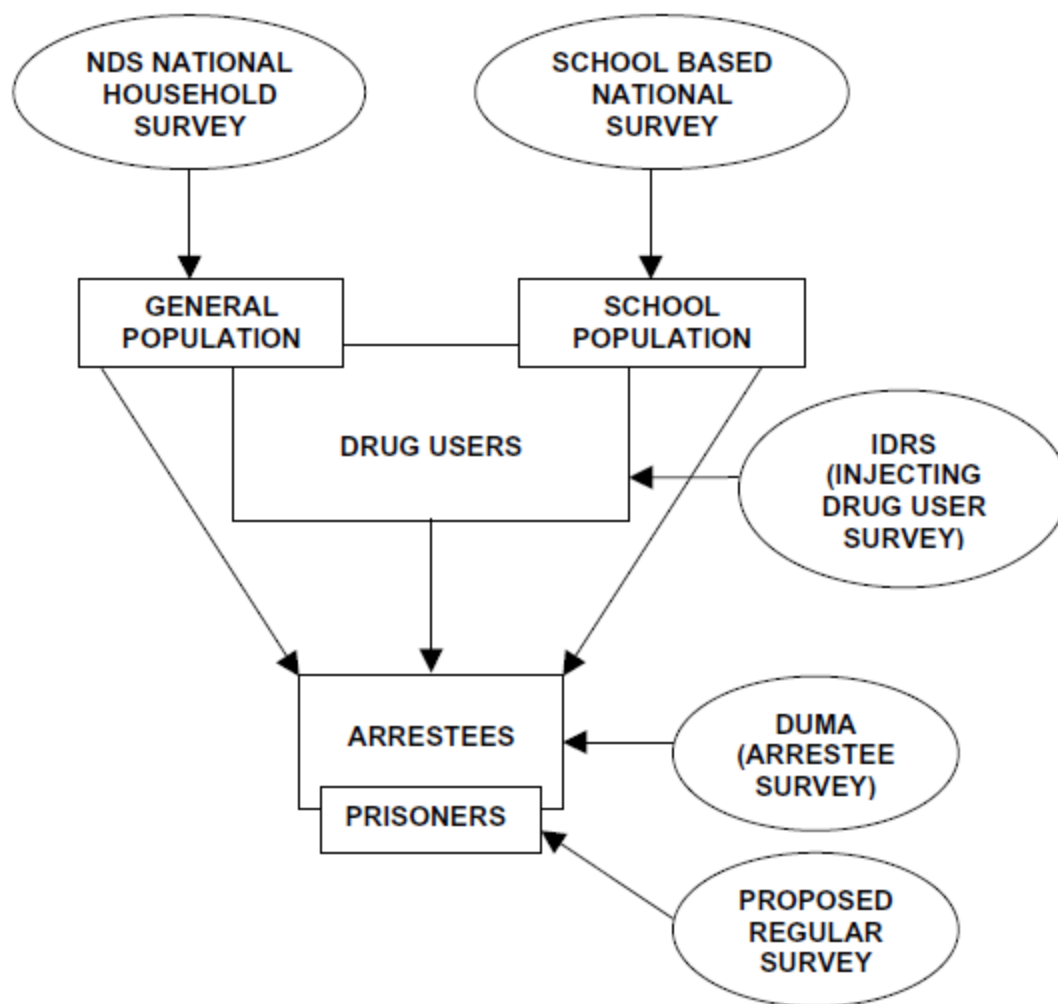 NDS NATIONAL
HOUSEHOLD
SURVEY
SCHOOL BASED
NATIONAL
SURVEY
GENERAL
POPULATION
SCHOOL
POPULATION
DRUG USERS
IDRS
(INJECTING
DRUG USER
SURVEY)
ARRESTEES
DUMA
(ARRESTEE
SURVEY)
PRISONERS
PROPOSED
REGULAR
SURVEY